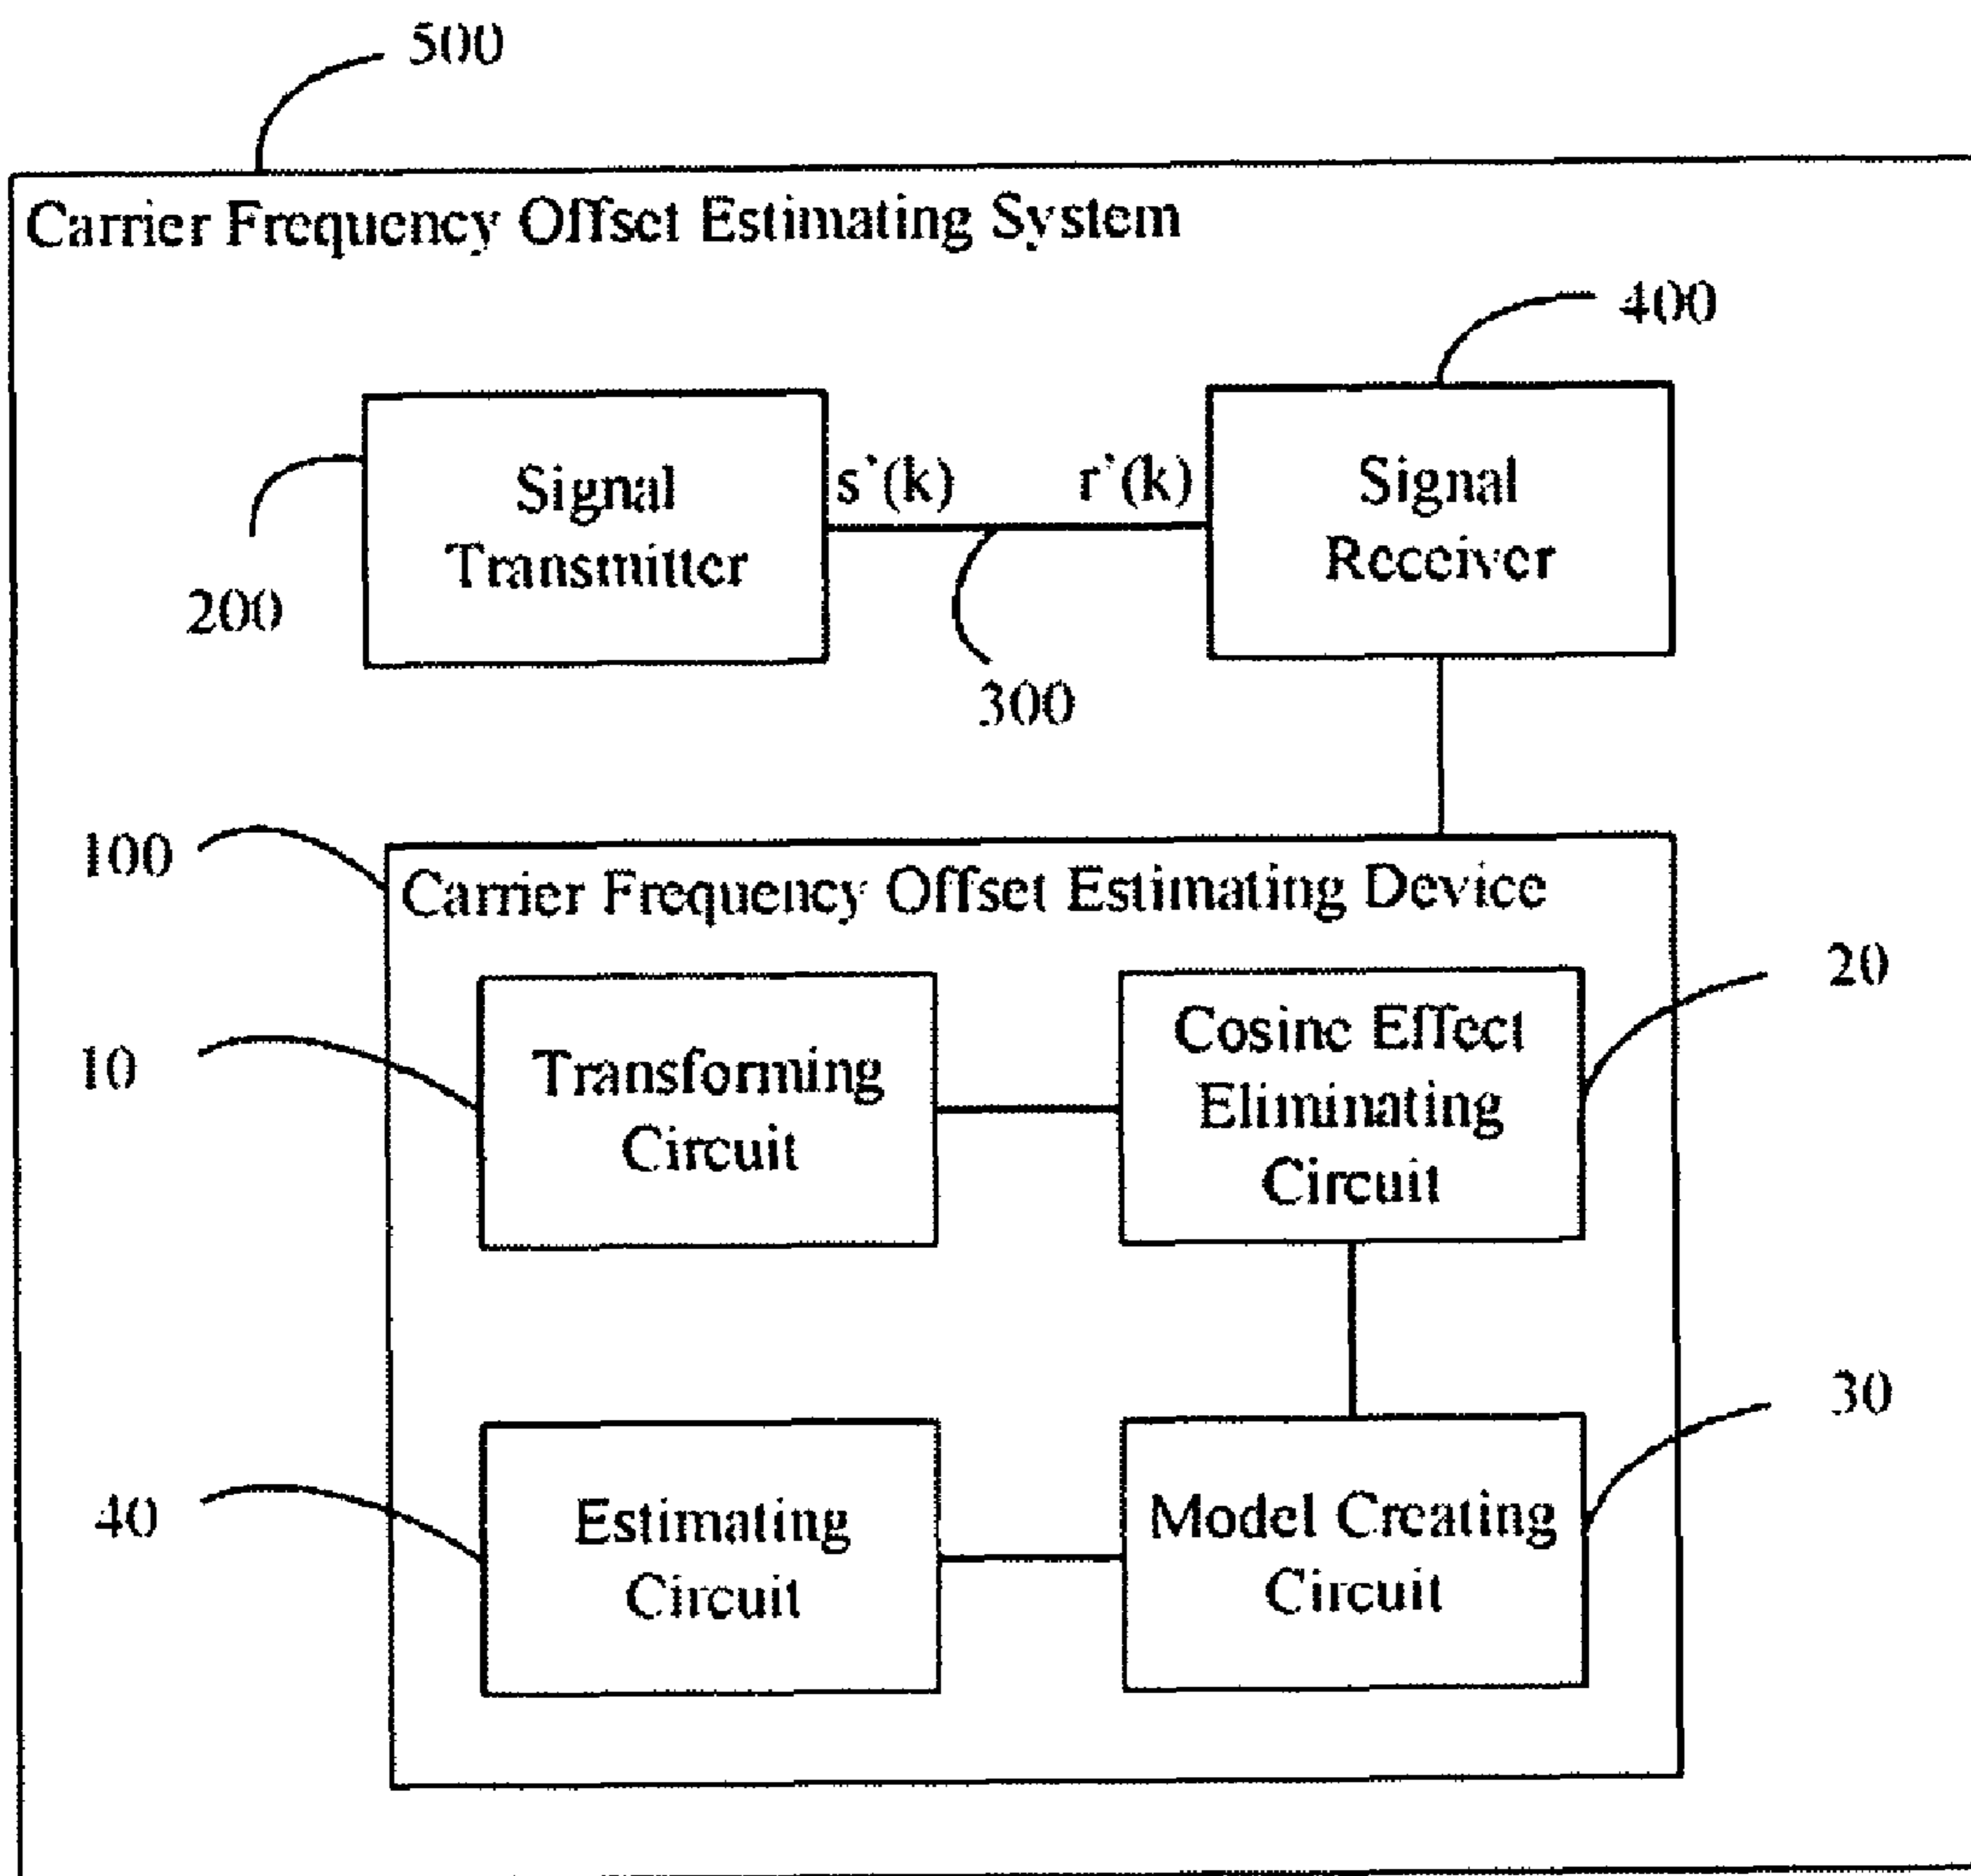 500
Carrier Frequency Offset Estimating System
400
Signal
Transmitter
s`(k)
r`(k)
Signal
Receiver
200
300
100
Carrier Frequency Offset Estimating Device
20
10
Transforming
Circuit
Cosine Effect
Eliminating
Circuit
30
40
Estimating
Circuit
Model Creating
Circuit